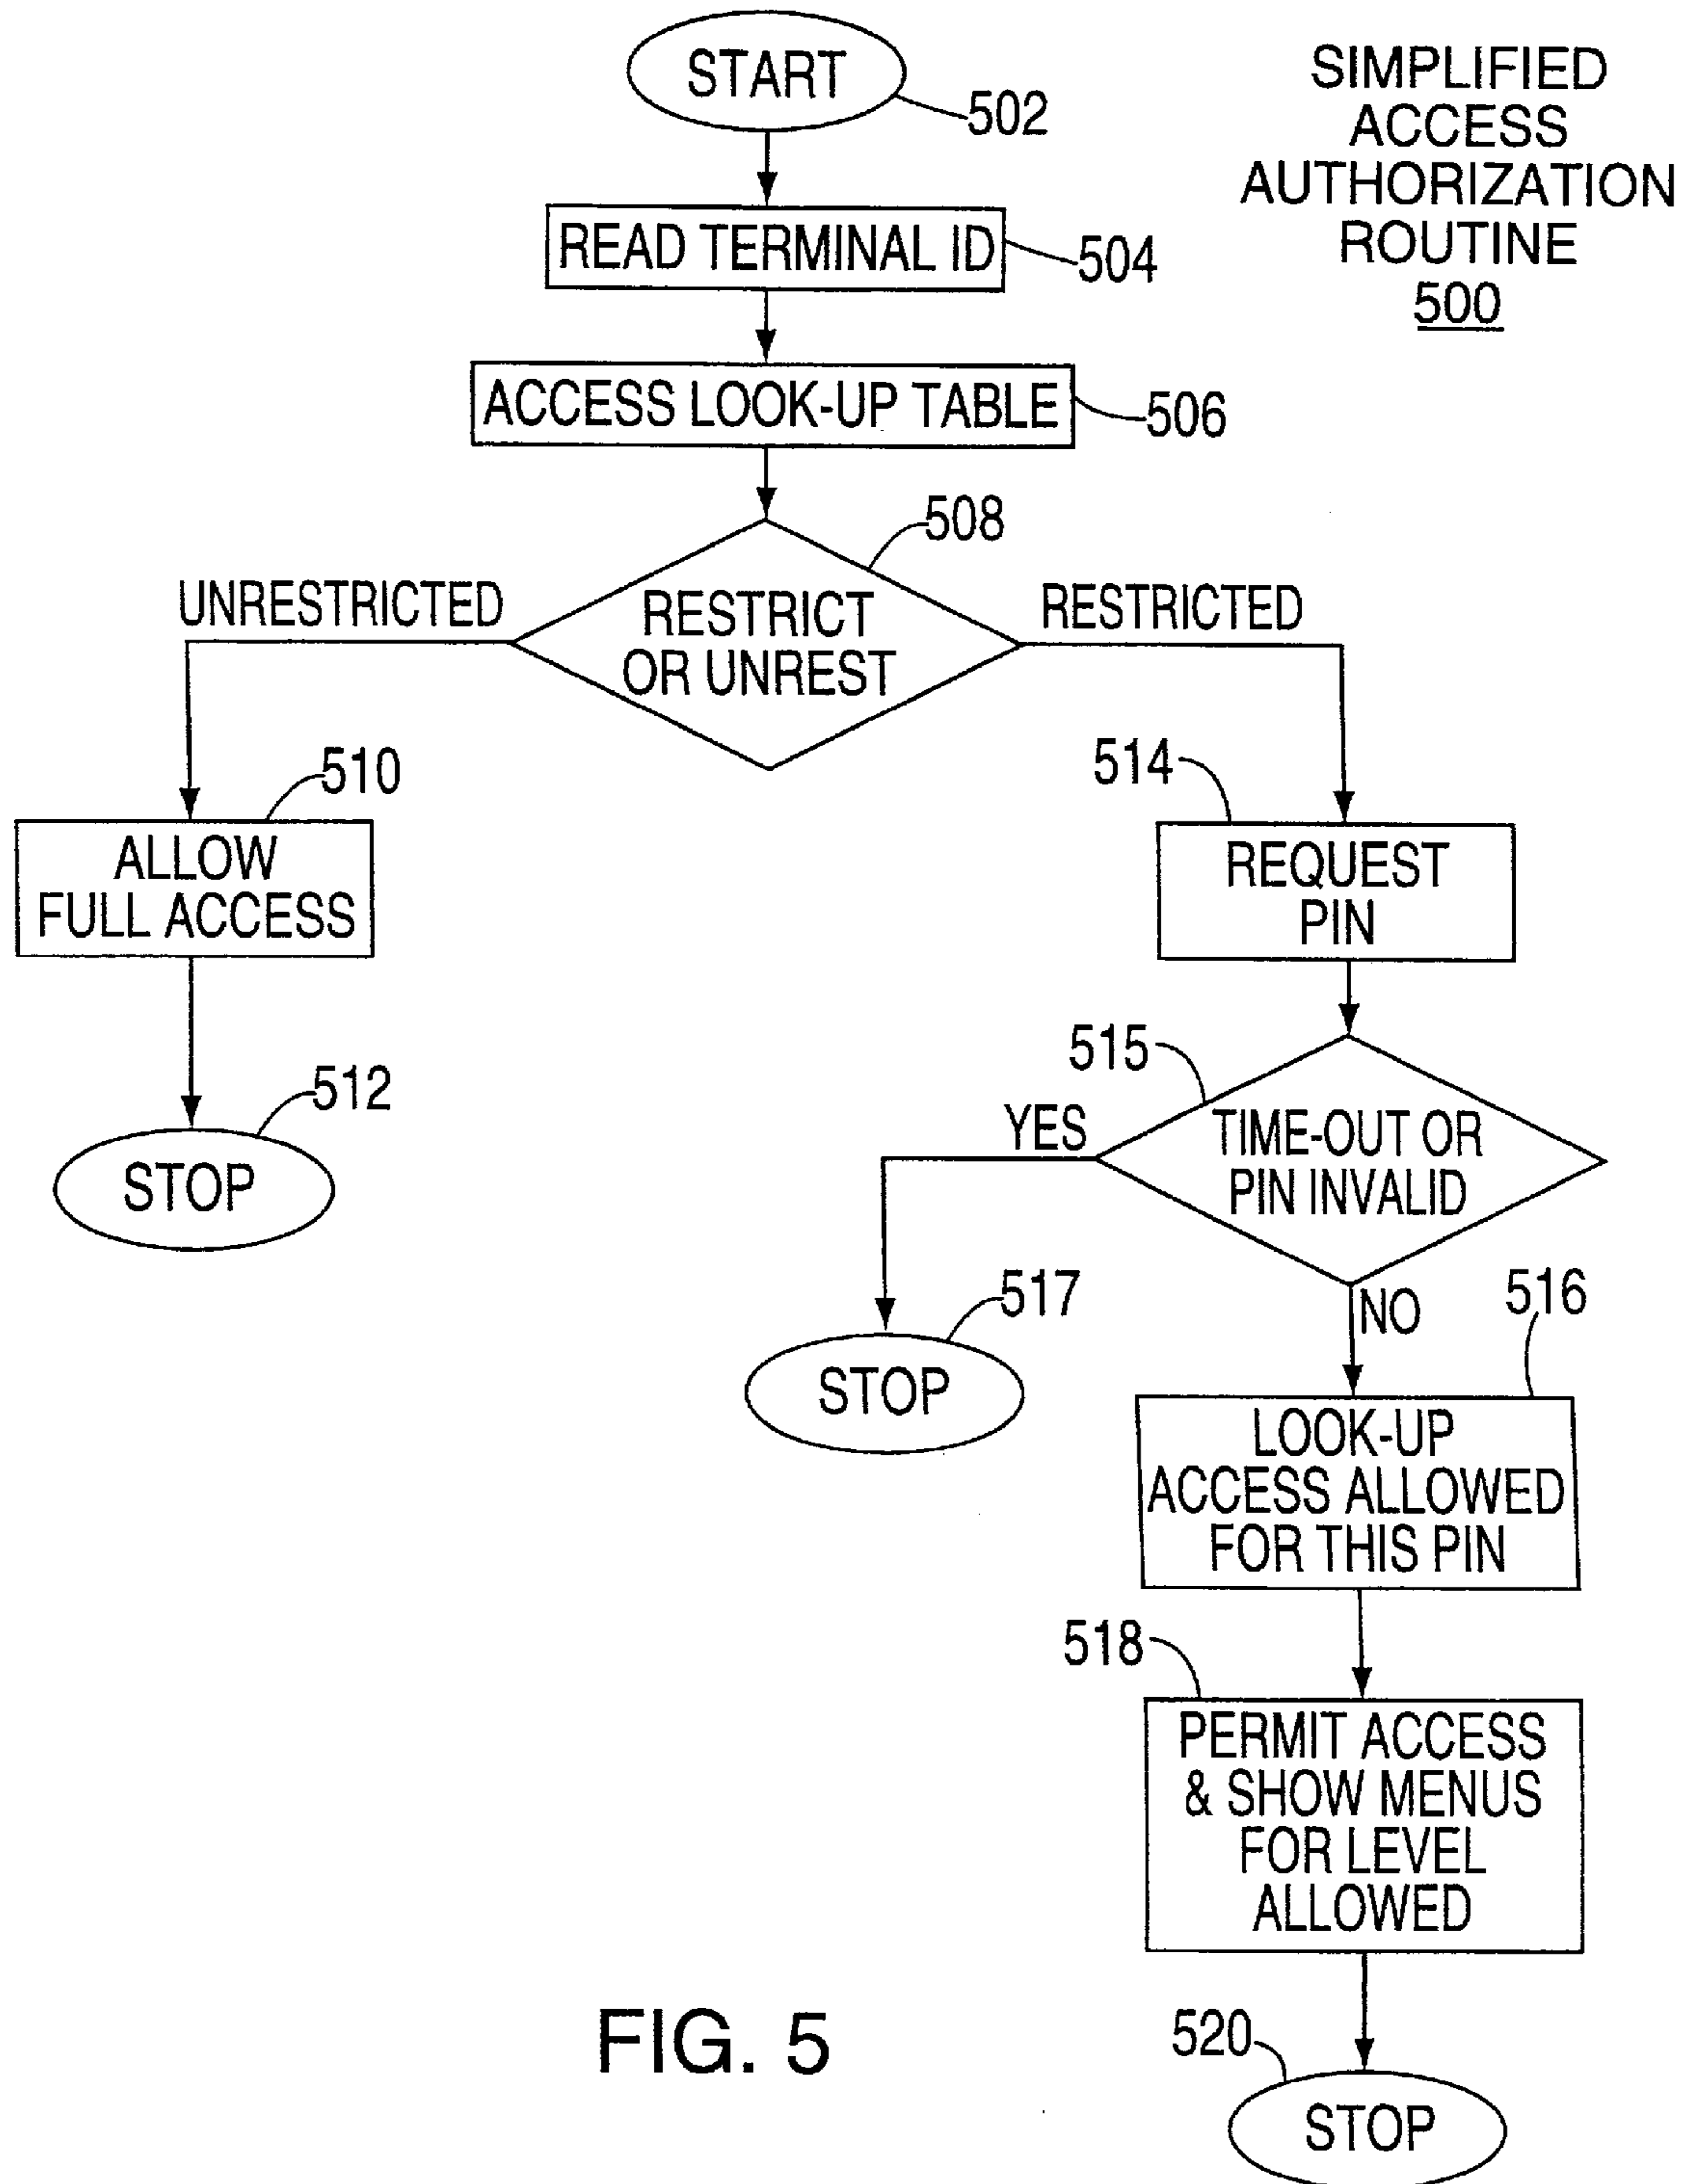 START
502
SIMPLIFIED
ACCESS
AUTHORIZATION
ROUTINE
500
READ TERMINAL ID
504
ACCESS LOOK-UP TABLE
506
508
UNRESTRICTED
RESTRICT
OR UNREST
RESTRICTED
510
ALLOW
FULL ACCESS
512
STOP
514
REQUEST
PIN
515
YES
TIME-OUT OR
PIN INVALID
517
STOP
NO
516
LOOK-UP
ACCESS ALLOWED
FOR THIS PIN
518
PERMIT ACCESS
& SHOW MENUS
FOR LEVEL
ALLOWED
520
STOP
FIG. 5